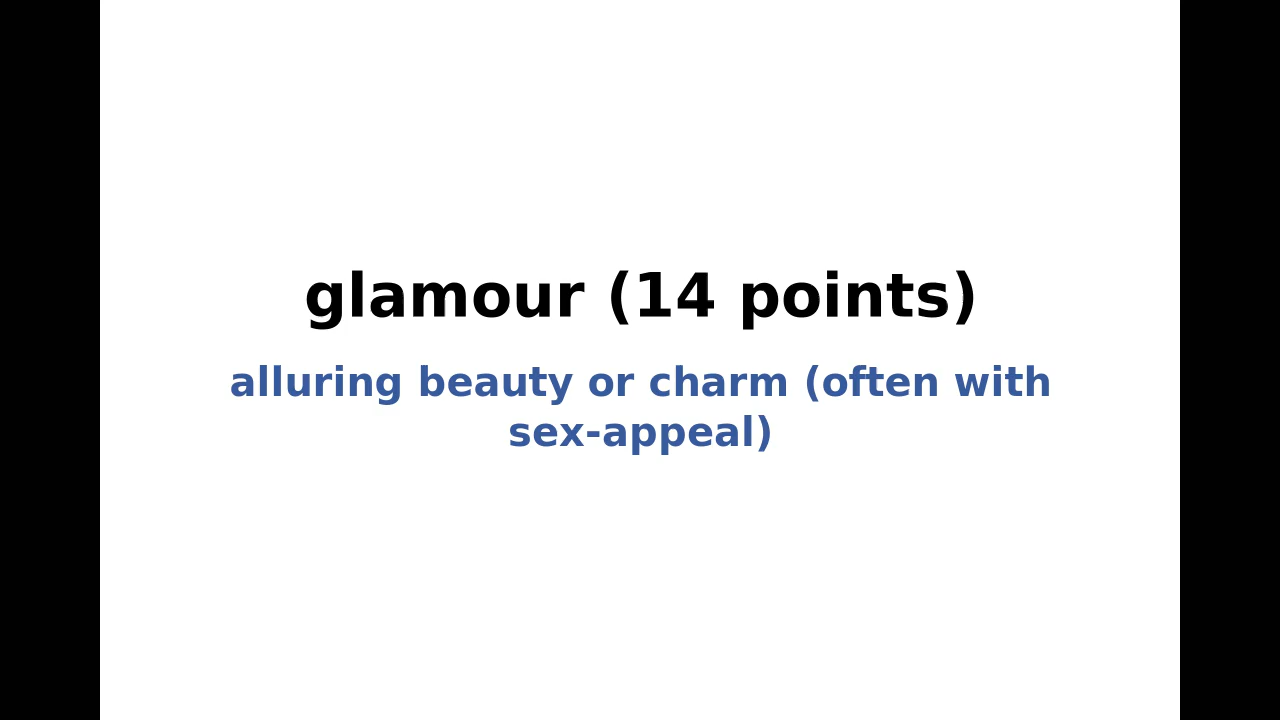 glamour (14 points)
alluring beauty or charm (often with
sex-appeal)